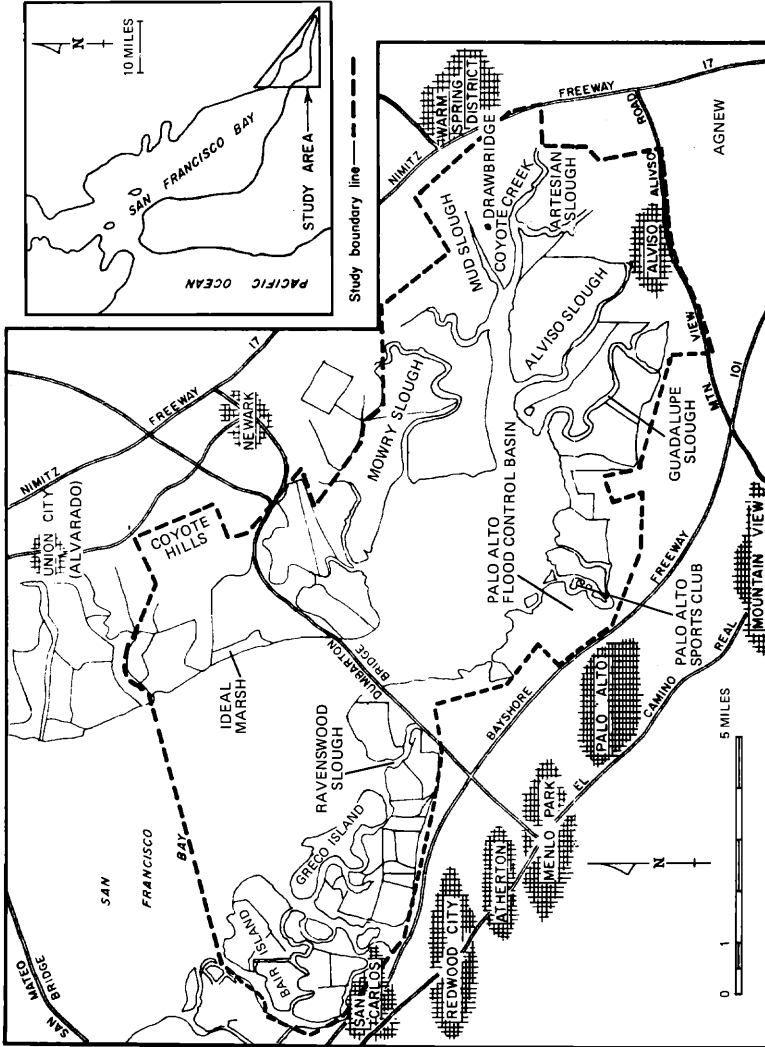 N
10 MILES
SAN FRANCISCO BAY
PACIFIC OCEAN
STUDY AREA
Study boundary line
SAN
MATEO
BRIDGE
SAN
FRANCISCO
BAY
UNION CITY
(ALVARADO)
NIMITZ
FREEWAY
17
NEWARK
COYOTE
HILLS
IDEAL
MARSH
DUMBARTON
BRIDGE
RAVENSWOOD
SLOUGH
GRECO ISLAND
BAIR ISLAND
SAN
CARLOS
REDWOOD CITY
ATHERTON
MENLO PARK
PALO ALTO
MOUNTAIN VIEW
EL
CAMINO
REAL
BAYSHORE
FREEWAY
101
PALO ALTO
FLOOD CONTROL BASIN
PALO ALTO
SPORTS CLUB
MOWRY SLOUGH
MUD SLOUGH
DRAWBRIDGE
COYOTE CREEK
ARTESIAN
SLOUGH
ALVISO SLOUGH
GUADALUPE
SLOUGH
NIMITZ
WARM
SPRING
DISTRICT
FREEWAY
17
AGNEW
ALVISO
MTN
VIEW
ALIVSO
ROAD
N
0
1
5 MILES